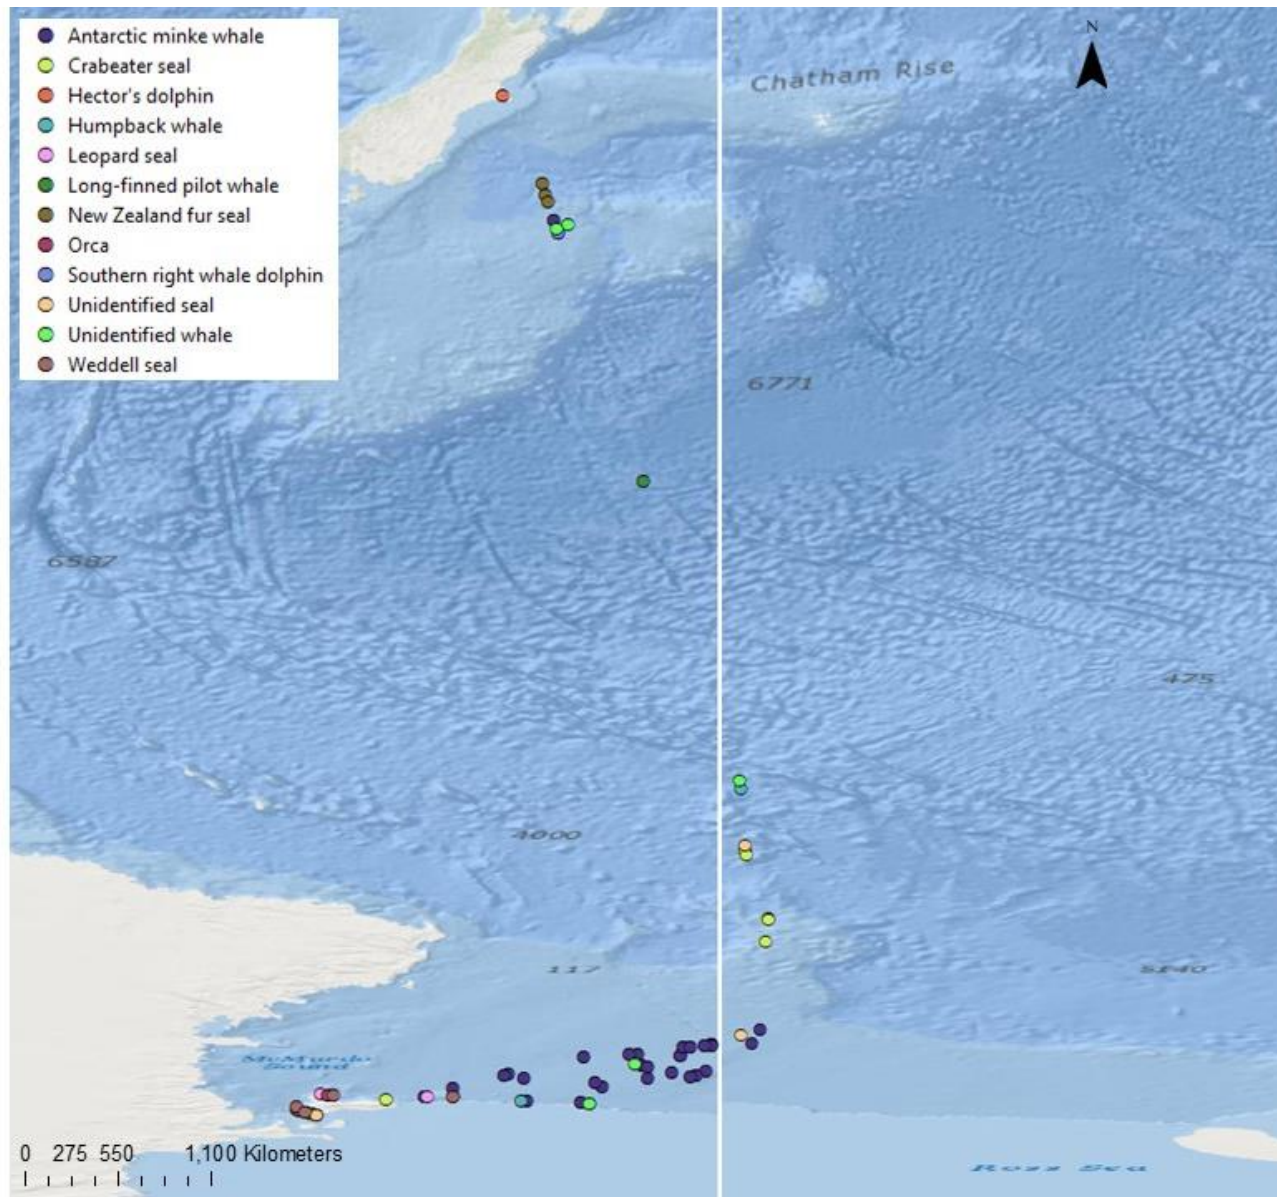 Antarctic minke whale
Crabeater seal
Hector's dolphin
Humpback whale
Leopard seal
Long-finned pilot whale
New Zealand fur seal
Orca
Southern right whale dolphin
Unidentified seal
Unidentified whale
Weddell seal
N
Chatham Rise
6771
6587
475
4000
117
5140
McMurdo
Sound
0 275 550 1,100 Kilometers
Ross Sea